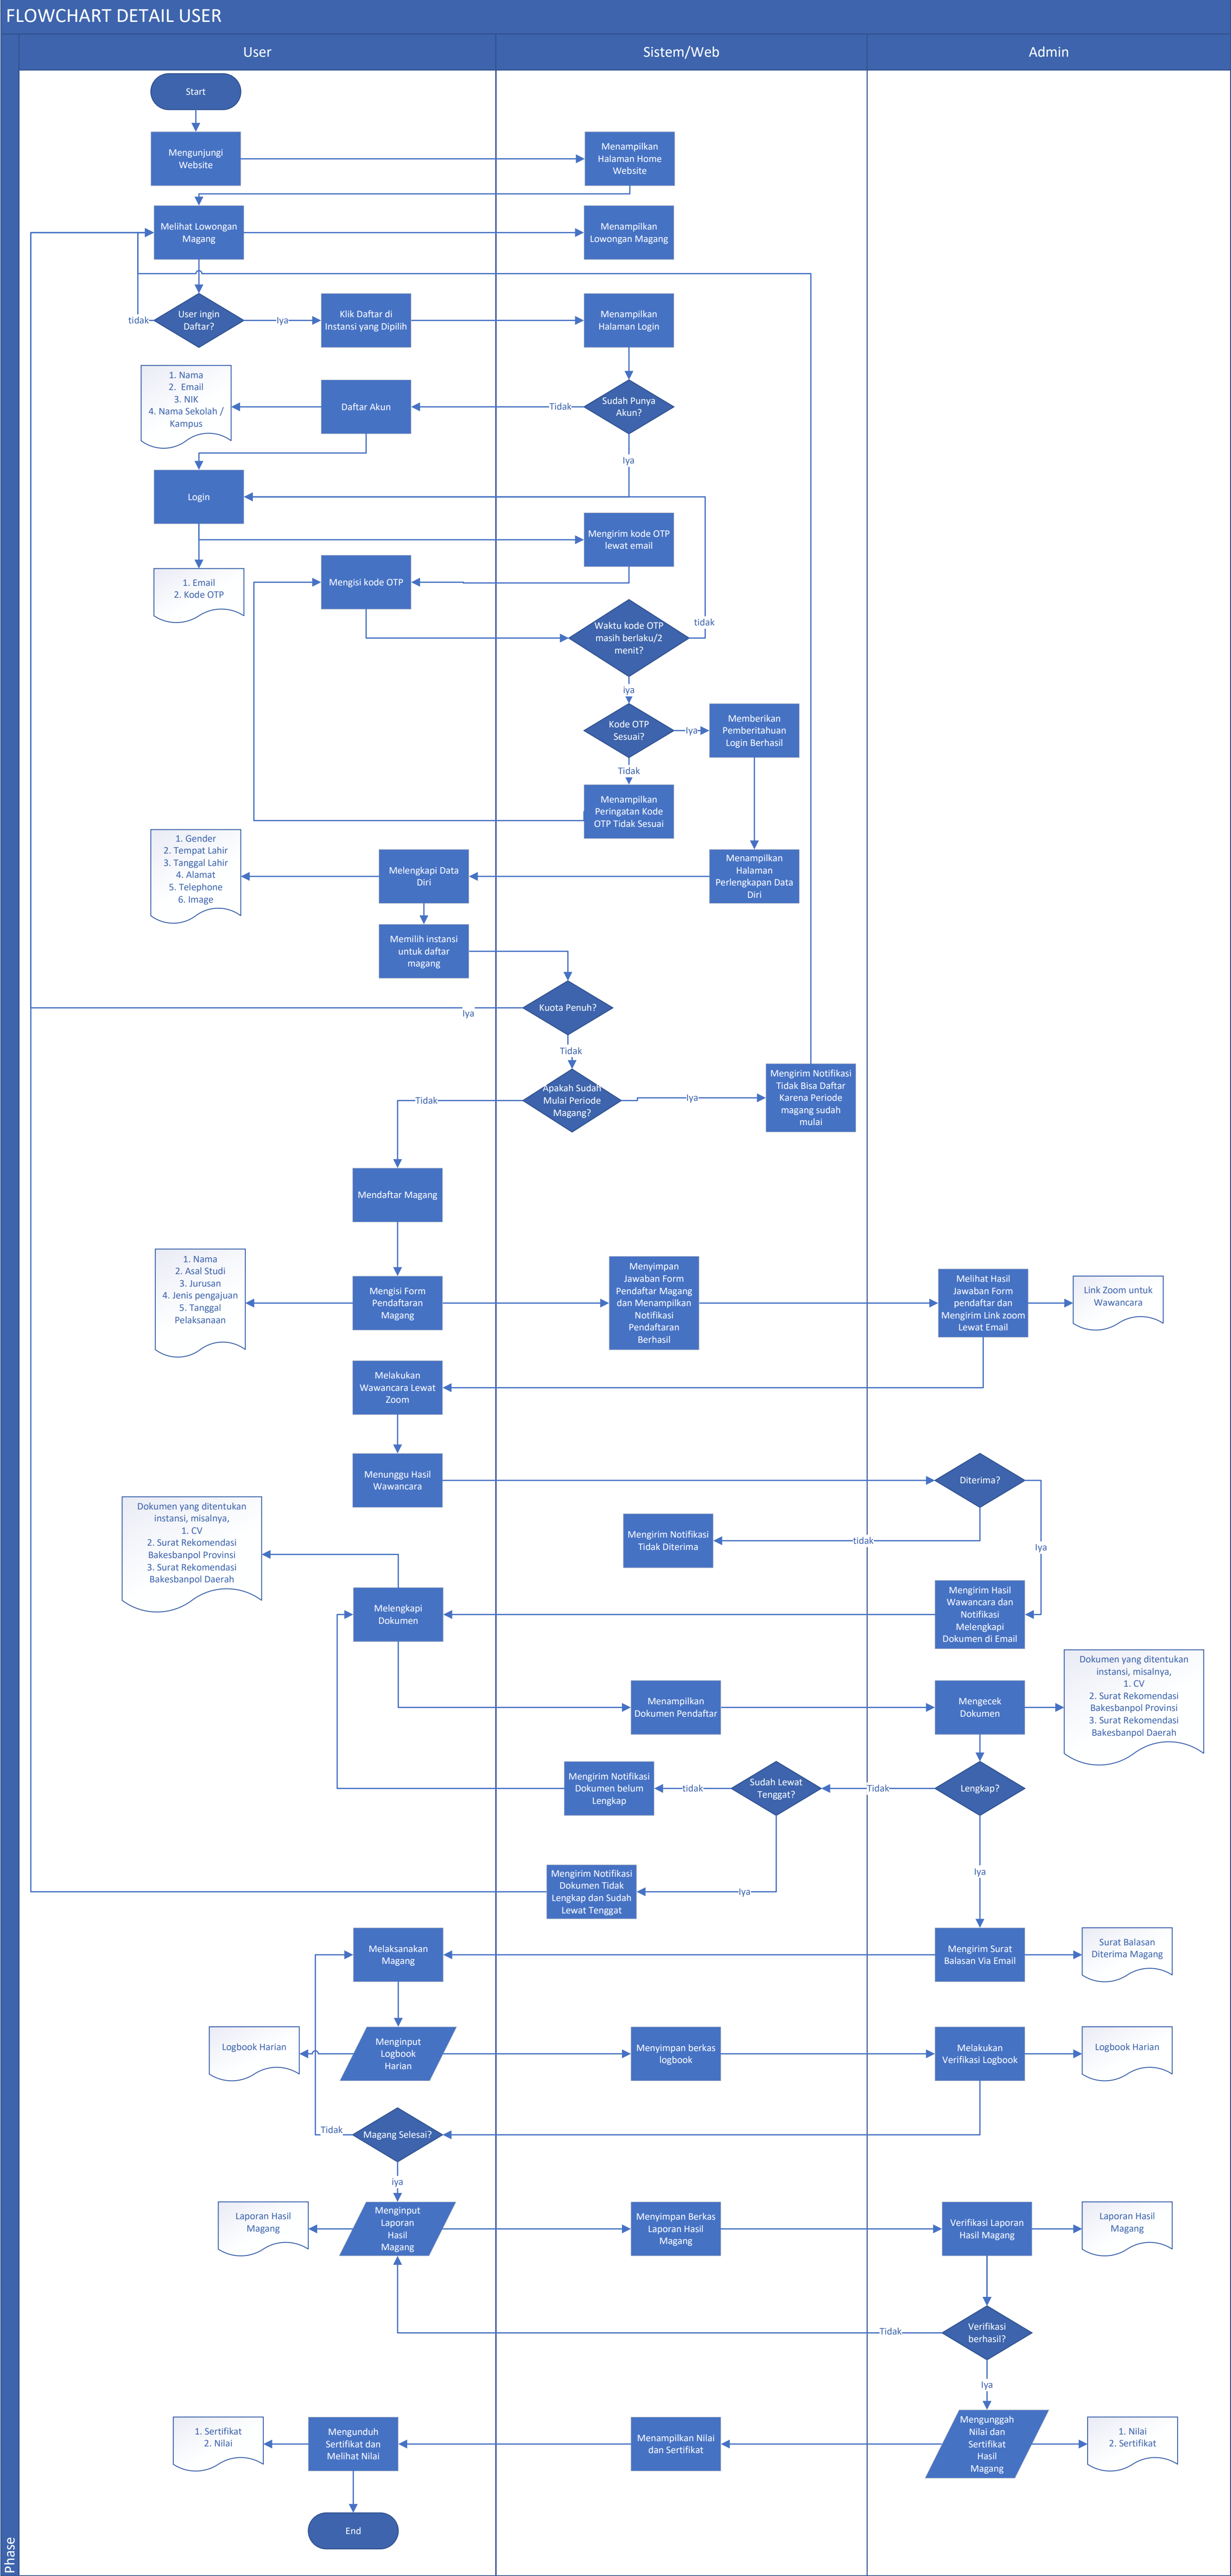 FLOWCHART DETAIL USER
User
Sistem/Web
Admin
Start
Mengunjungi
Website
Menampilkan
Halaman Home
Website
Melihat Lowongan
Magang
Menampilkan
Lowongan Magang
User ingin
Daftar?
tidak
Iya
Klik Daftar di
Instansi yang Dipilih
Menampilkan
Halaman Login
1. Nama
2. Email
3. NIK
4. Nama Sekolah /
Kampus
Daftar Akun
Tidak
Sudah Punya
Akun?
Iya
Login
Mengirim kode OTP
lewat email
1. Email
2. Kode OTP
Mengisi kode OTP
Waktu kode OTP
masih berlaku/2
menit?
tidak
iya
Kode OTP
Sesuai?
Iya
Memberikan
Pemberitahuan
Login Berhasil
Tidak
Menampilkan
Peringatan Kode
OTP Tidak Sesuai
1. Gender
2. Tempat Lahir
3. Tanggal Lahir
4. Alamat
5. Telephone
6. Image
Melengkapi Data
Diri
Menampilkan
Halaman
Perlengkapan Data
Diri
Memilih instansi
untuk daftar
magang
Kuota Penuh?
Iya
Tidak
Apakah Sudah
Mulai Periode
Magang?
Tidak
Iya
Mengirim Notifikasi
Tidak Bisa Daftar
Karena Periode
magang sudah
mulai
Mendaftar Magang
1. Nama
2. Asal Studi
3. Jurusan
4. Jenis pengajuan
5. Tanggal
Pelaksanaan
Mengisi Form
Pendaftaran
Magang
Menyimpan
Jawaban Form
Pendaftar Magang
dan Menampilkan
Notifikasi
Pendaftaran
Berhasil
Melihat Hasil
Jawaban Form
pendaftar dan
Mengirim Link zoom
Lewat Email
Link Zoom untuk
Wawancara
Melakukan
Wawancara Lewat
Zoom
Menunggu Hasil
Wawancara
Diterima?
Dokumen yang ditentukan
instansi, misalnya,
1. CV
2. Surat Rekomendasi
Bakesbanpol Provinsi
3. Surat Rekomendasi
Bakesbanpol Daerah
Mengirim Notifikasi
Tidak Diterima
tidak
Iya
Melengkapi
Dokumen
Mengirim Hasil
Wawancara dan
Notifikasi
Melengkapi
Dokumen di Email
Menampilkan
Dokumen Pendaftar
Mengecek
Dokumen
Dokumen yang ditentukan
instansi, misalnya,
1. CV
2. Surat Rekomendasi
Bakesbanpol Provinsi
3. Surat Rekomendasi
Bakesbanpol Daerah
Mengirim Notifikasi
Dokumen belum
Lengkap
tidak
Sudah Lewat
Tenggat?
Tidak
Lengkap?
Iya
Mengirim Notifikasi
Dokumen Tidak
Lengkap dan Sudah
Lewat Tenggat
Iya
Melaksanakan
Magang
Mengirim Surat
Balasan Via Email
Surat Balasan
Diterima Magang
Logbook Harian
Menginput
Logbook
Harian
Menyimpan berkas
logbook
Melakukan
Verifikasi Logbook
Logbook Harian
Tidak
Magang Selesai?
iya
Laporan Hasil
Magang
Menginput
Laporan
Hasil
Magang
Menyimpan Berkas
Laporan Hasil
Magang
Verifikasi Laporan
Hasil Magang
Laporan Hasil
Magang
Tidak
Verifikasi
berhasil?
Iya
1. Sertifikat
2. Nilai
Mengunduh
Sertifikat dan
Melihat Nilai
Menampilkan Nilai
dan Sertifikat
Mengunggah
Nilai dan
Sertifikat
Hasil
Magang
1. Nilai
2. Sertifikat
End
Phase